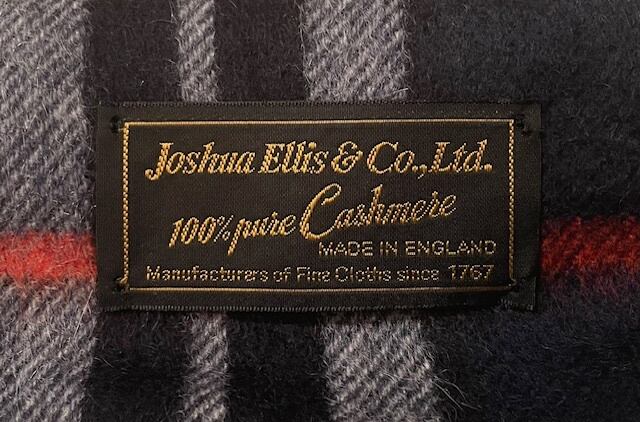 Joshua Ellis & Co., Ltd.
100% pure Cashmere
MADE IN ENGLAND
Manufacturers of Fine Cloths since 1767